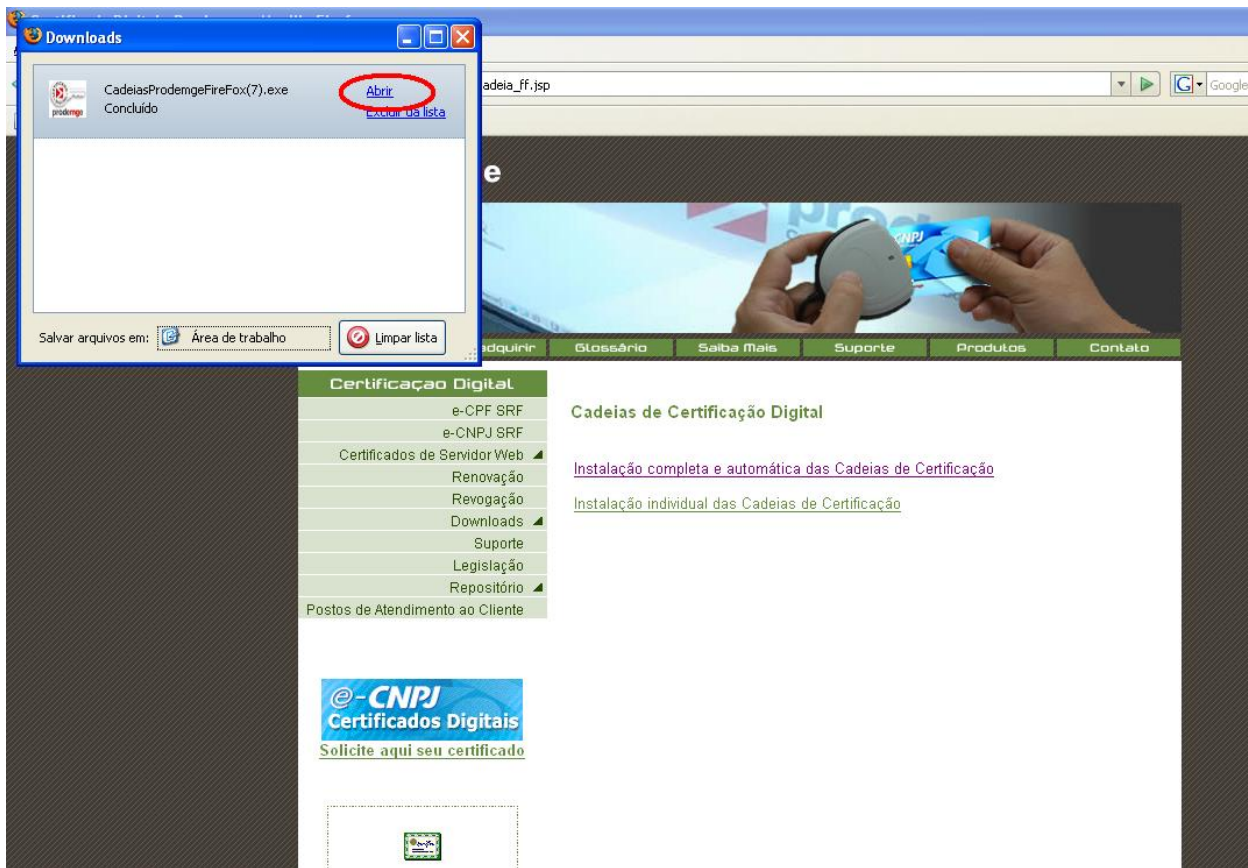 Downloads
CadeiasProdemgeFireFox(7).exe
Abrir
Concluído
Excluir da lista
prodemge
Salvar arquivos em:
Área de trabalho
Limpar lista
adeia_ff.jsp
Google
e
CNPJ
adquirir
Glossário
Saiba Mais
Suporte
Produtos
Contato
Certificaçao Digital
e-CPF SRF
e-CNPJ SRF
Certificados de Servidor Web
Renovação
Revogação
Downloads
Suporte
Legislação
Repositório
Postos de Atendimento ao Cliente
Cadeias de Certificação Digital
Instalação completa e automática das Cadeias de Certificação
Instalação individual das Cadeias de Certificação
e-CNPJ
Certificados Digitais
Solicite aqui seu certificado